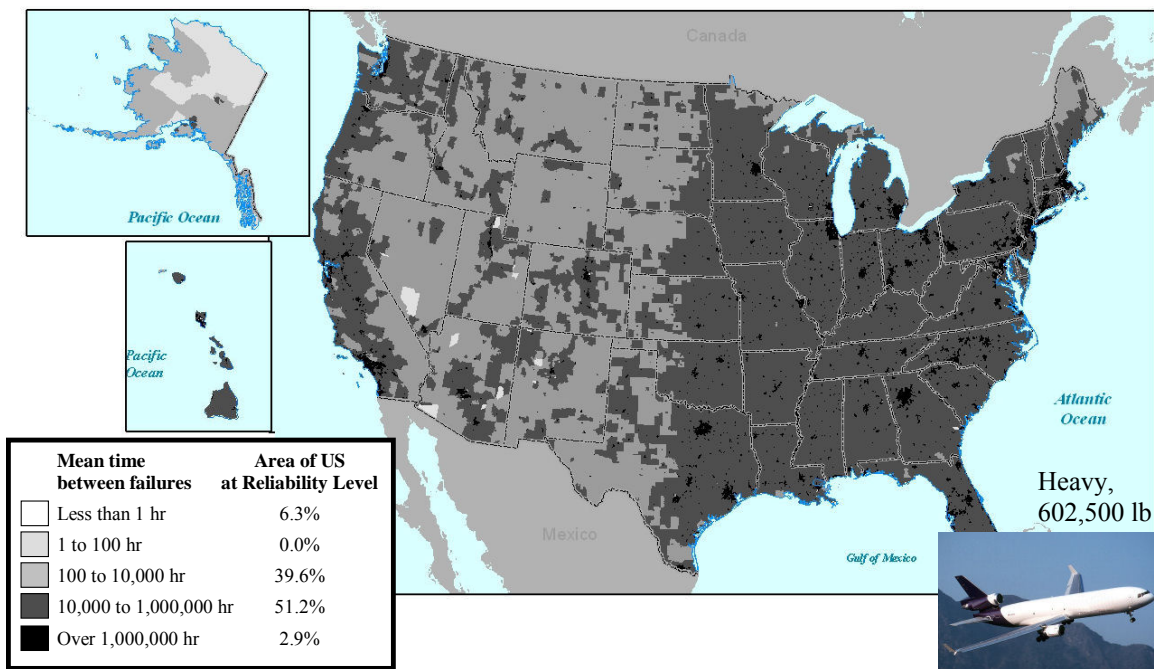 Canada
Pacific Ocean
Pacific
Ocean
Atlantic
Ocean
Mexico
Gulf of Mexico
Heavy,
602,500 lb
Mean time Area of US
between failures at Reliability Level
Less than 1 hr 6.3%
1 to 100 hr 0.0%
100 to 10,000 hr 39.6%
10,000 to 1,000,000 hr 51.2%
Over 1,000,000 hr 2.9%